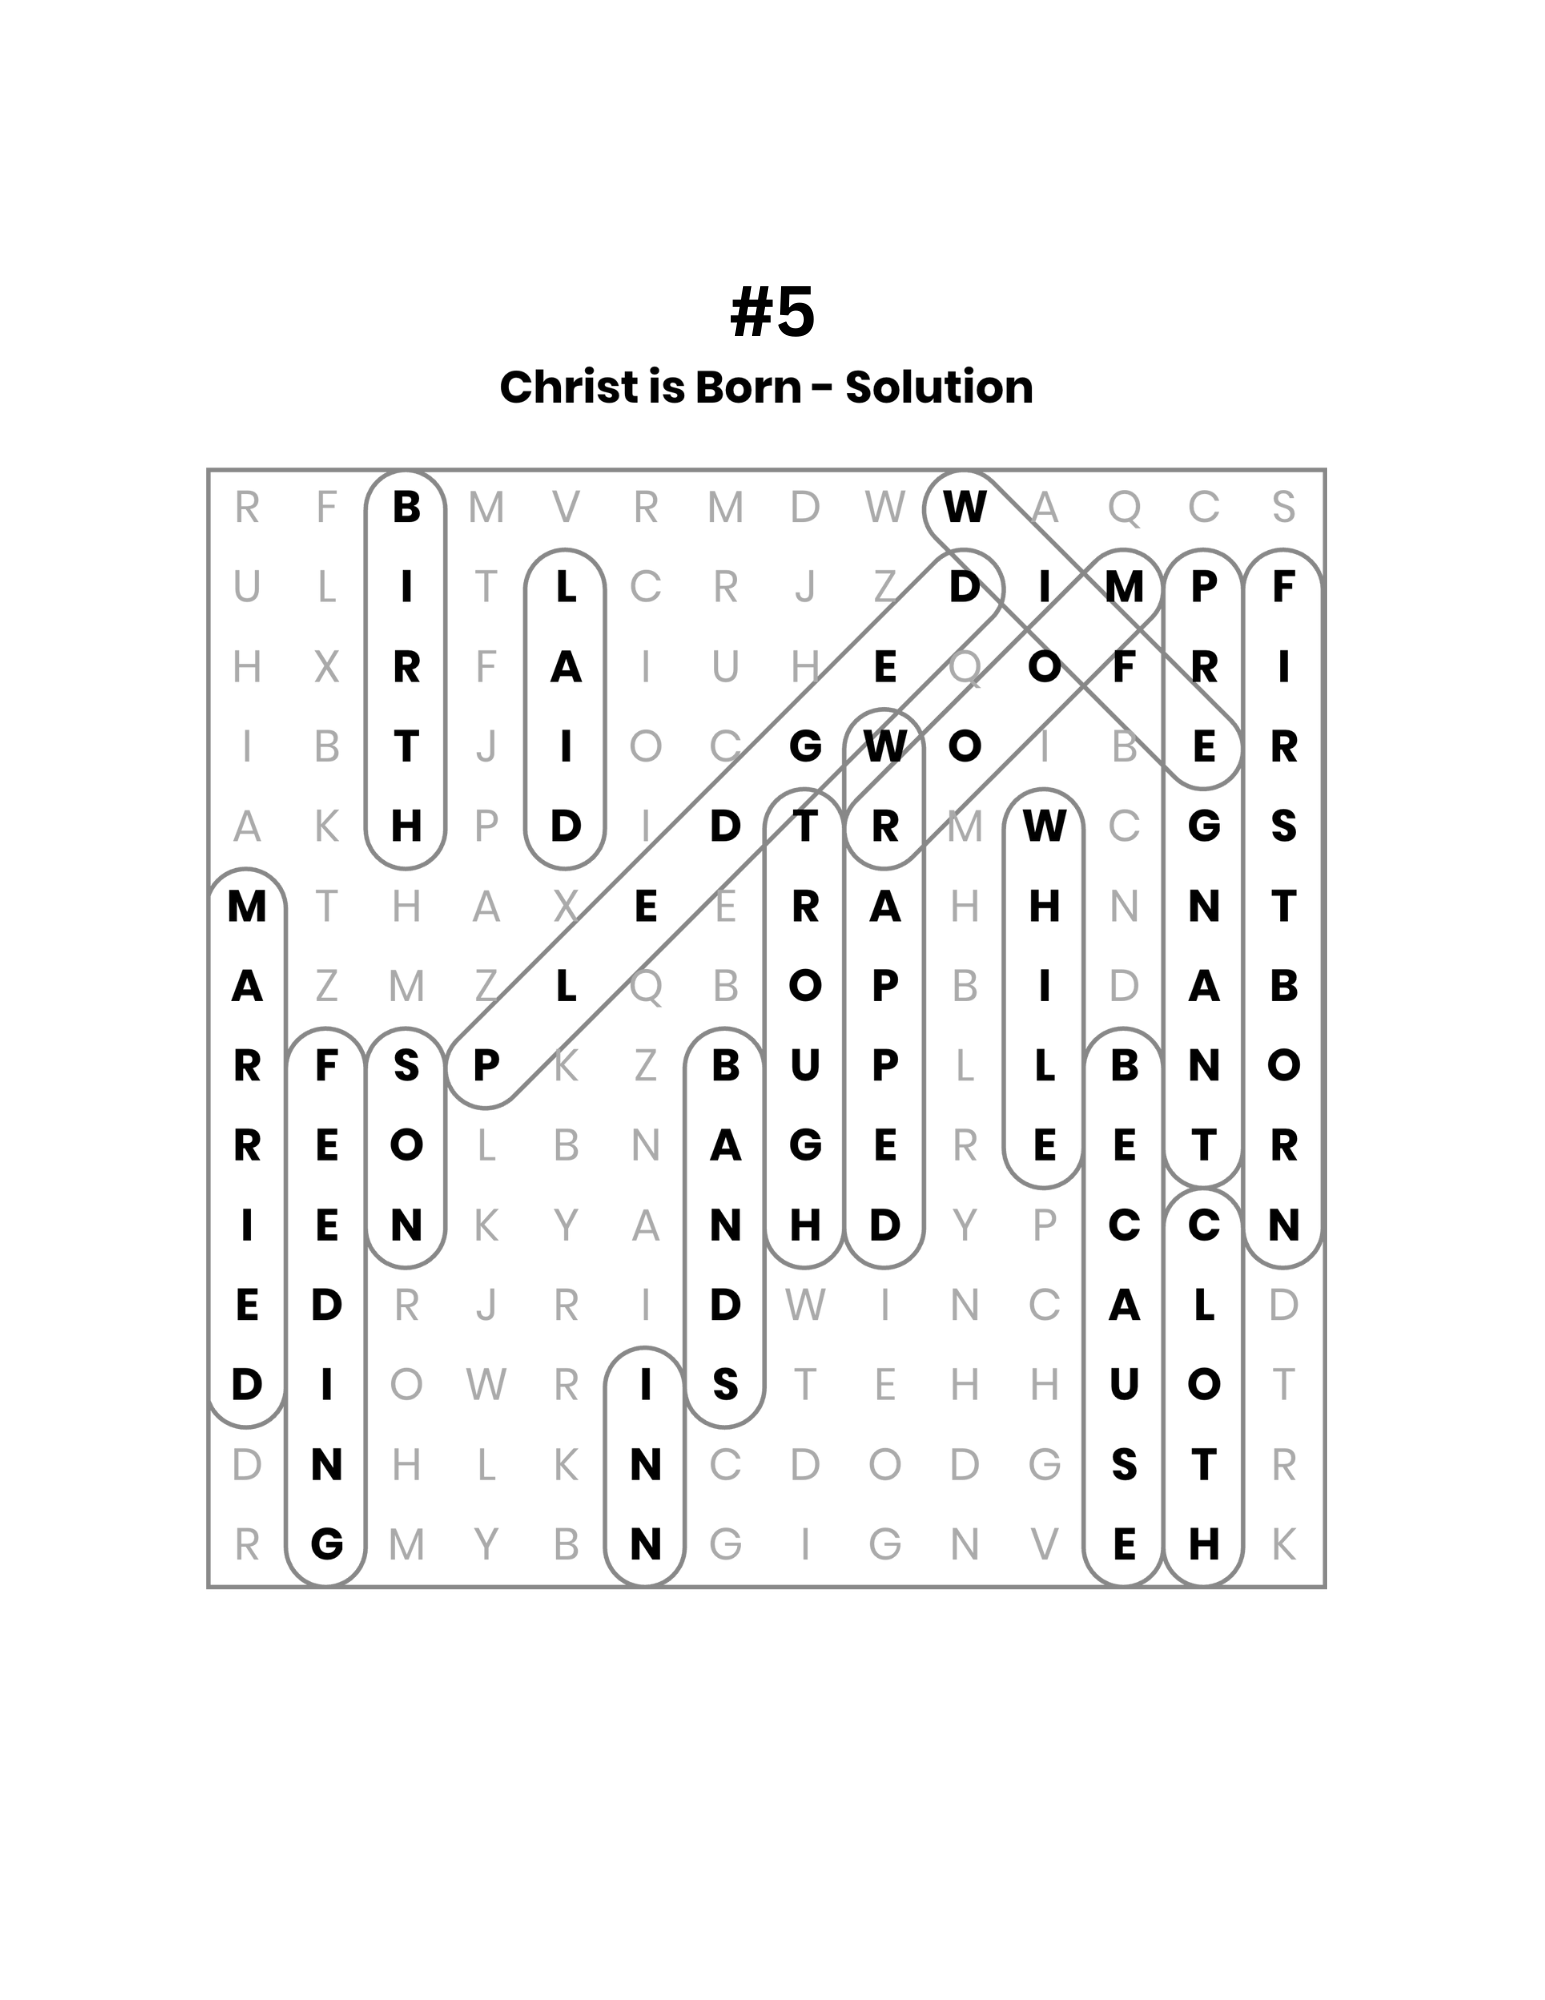 #5
Christ is Born - Solution
R F B M V R M D W W A Q C S
U L I T L C R J Z D I M P F
H X R F A I U H E Q O F R I
I B T J I O C G W O I B E R
A K H P D I D T R M W C G S
M T H A X E E R A H H N N T
A Z M Z L Q B O P B I D A B
R F S P K Z B U P L L B N O
R E O L B N A G E R E E T R
I E N K Y A N H D Y P C C N
E D R J R I D W I N C A L D
D I O W R I S T E H H U O T
D N H L K N C D O D G S T R
R G M Y B N G I G N V E H K